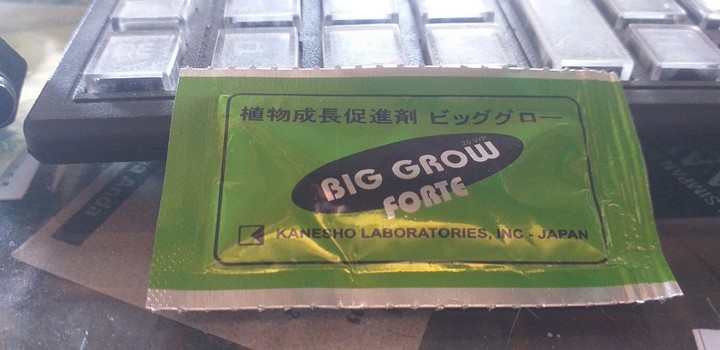 植物成長促進剤 ビッググロー
BIG GROW
FORTE
KANESHO LABORATORIES, INC - JAPAN
Anda